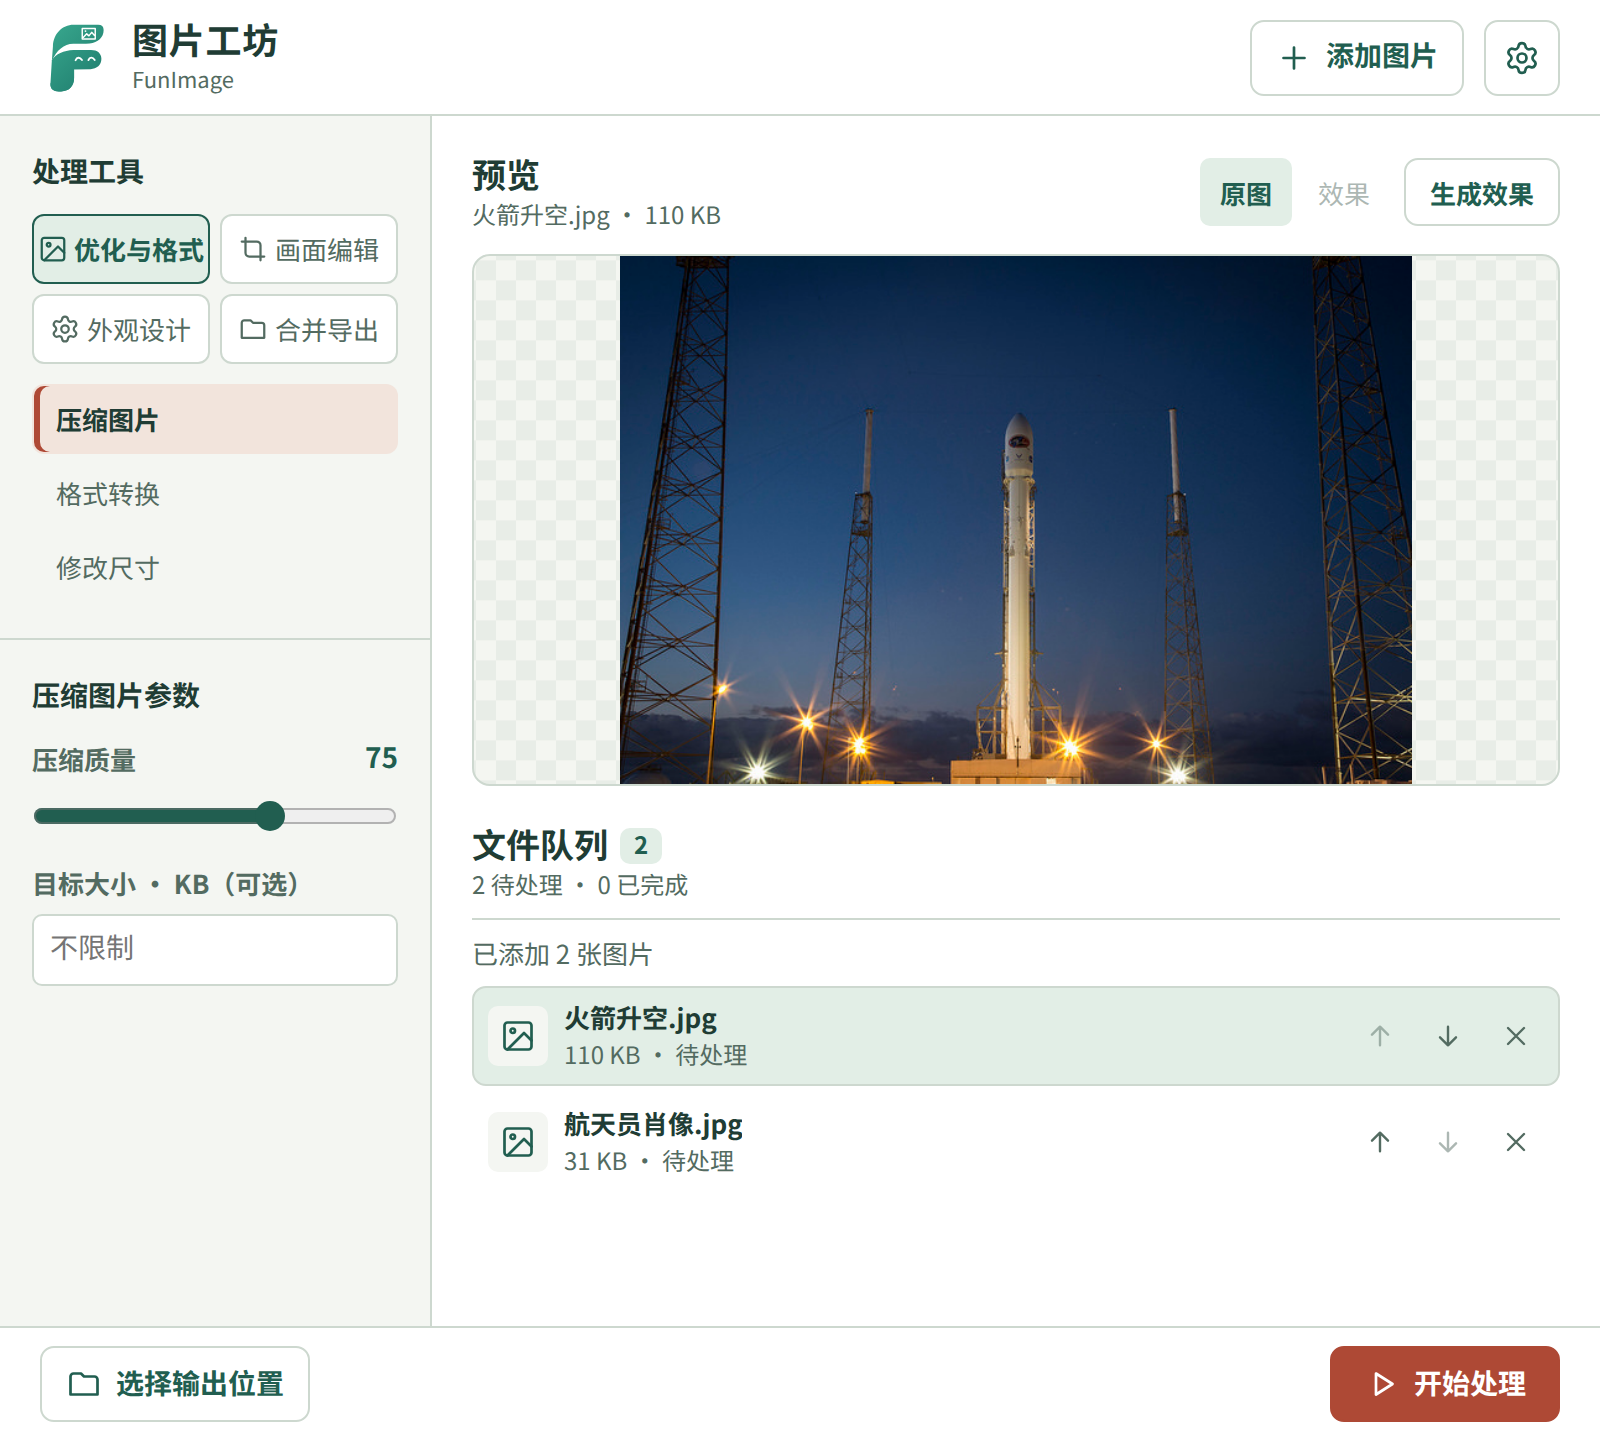 图片工坊
FunImage
添加图片
处理工具
优化与格式
画面编辑
外观设计
合并导出
压缩图片
格式转换
修改尺寸
压缩图片参数
压缩质量
75
目标大小 • KB（可选）
不限制
预览
火箭升空.jpg • 110 KB
原图
效果
生成效果
文件队列
2
2 待处理 • 0 已完成
已添加 2 张图片
火箭升空.jpg
110 KB • 待处理
航天员肖像.jpg
31 KB • 待处理
选择输出位置
开始处理